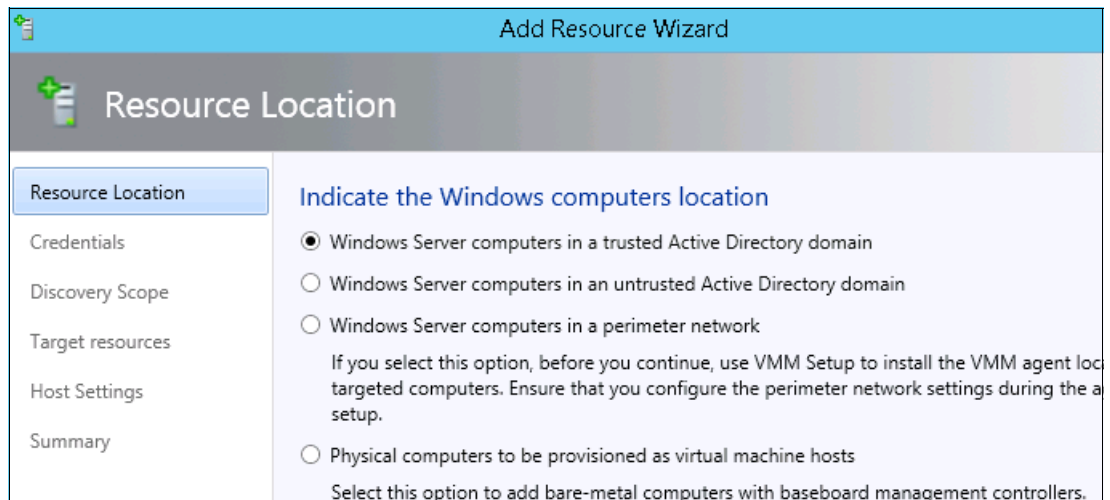 Add Resource Wizard
Resource Location
Resource Location
Credentials
Discovery Scope
Target resources
Host Settings
Summary
Indicate the Windows computers location
Windows Server computers in a trusted Active Directory domain
Windows Server computers in an untrusted Active Directory domain
Windows Server computers in a perimeter network
If you select this option, before you continue, use VMM Setup to install the VMM agent
targeted computers. Ensure that you configure the perimeter network settings during the
setup.
Physical computers to be provisioned as virtual machine hosts
Select this option to add bare-metal computers with baseboard management controllers.